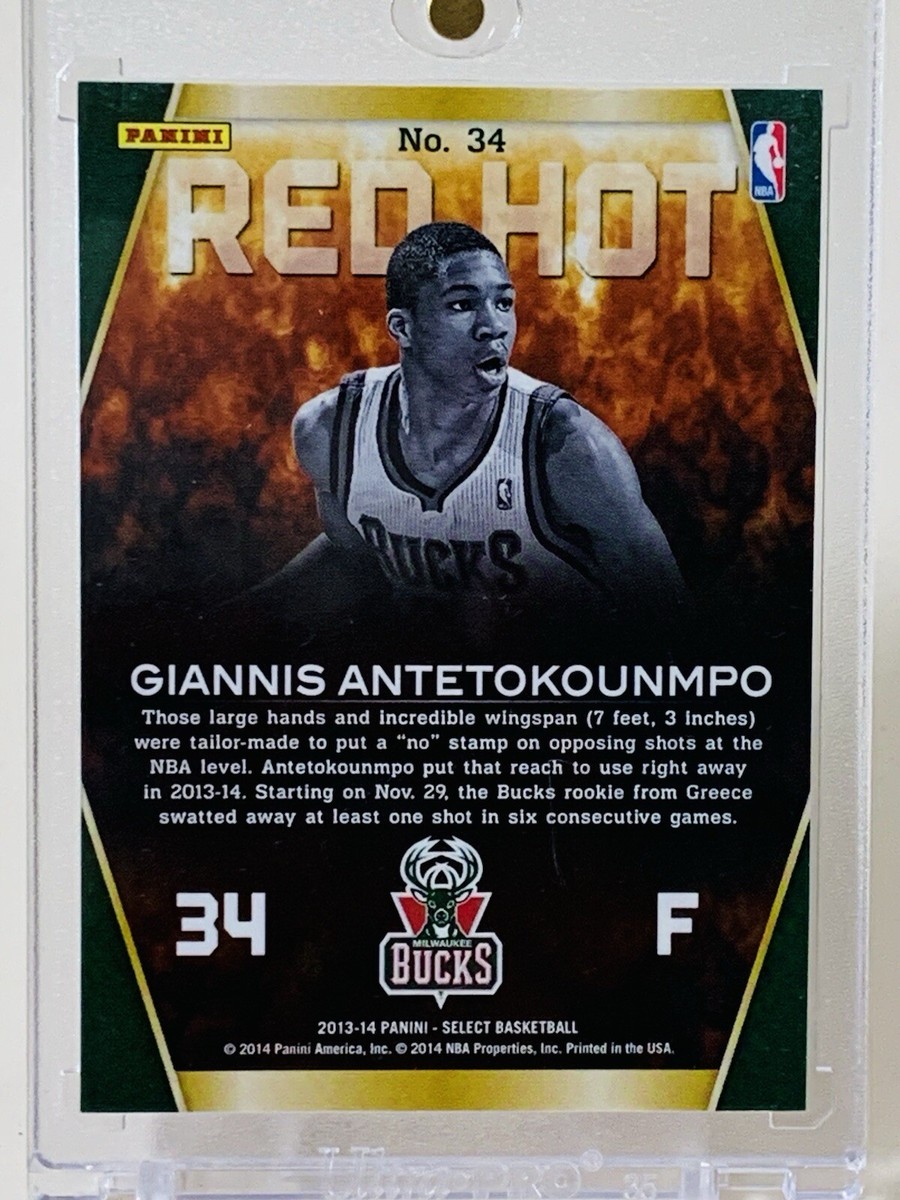 PANINI
No. 34
NBA
RED HOT
BUCKS
GIANNIS ANTETOKOUNMPO
Those large hands and incredible wingspan (7 feet, 3 inches)
were tailor-made to put a “no” stamp on opposing shots at the
NBA level. Antetokounmpo put that reach to use right away
in 2013-14. Starting on Nov. 29, the Bucks rookie from Greece
swatted away at least one shot in six consecutive games.
34
MILWAUKEE
BUCKS
F
2013-14 PANINI - SELECT BASKETBALL
© 2014 Panini America, Inc. © 2014 NBA Properties, Inc. Printed in the USA.
Ultra PRO® 35